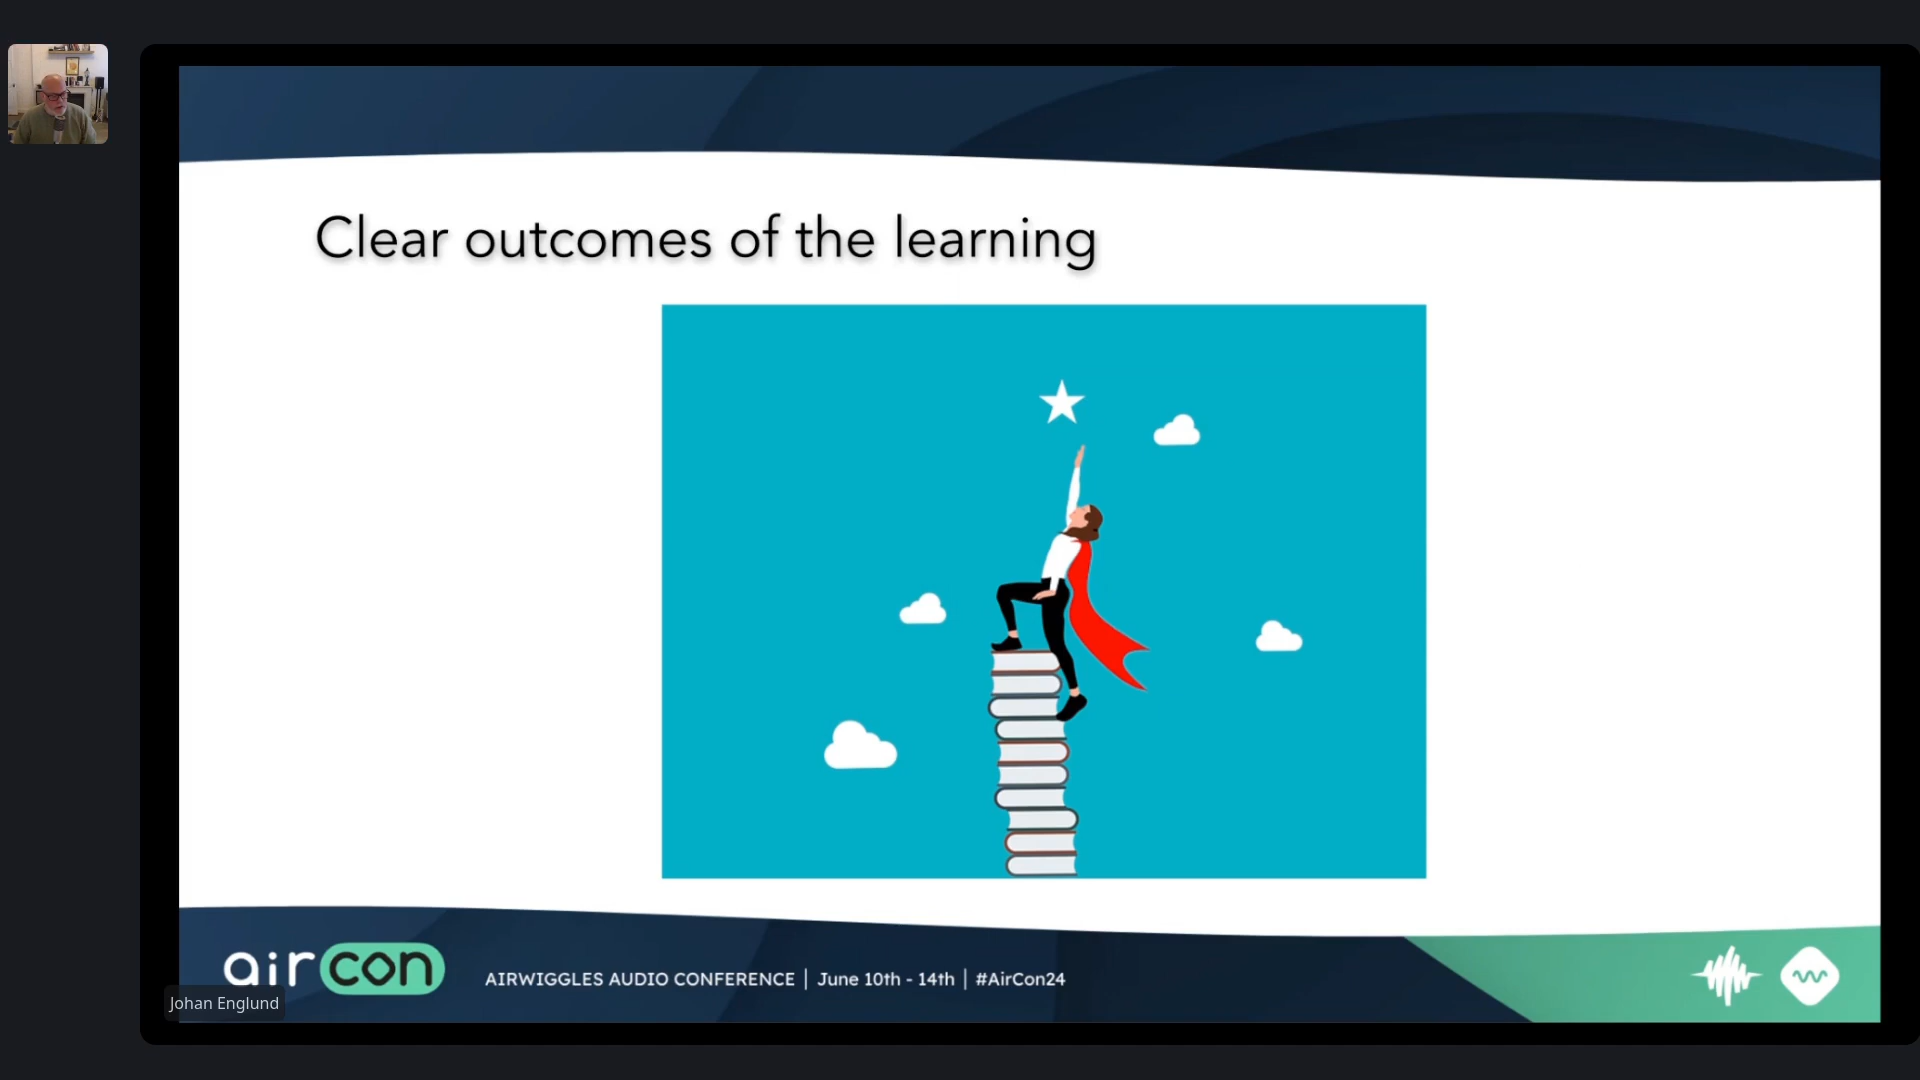 Clear outcomes of the learning
aircon
AIRWIGGLES AUDIO CONFERENCE | June 10th - 14th | #AirCon24
Johan Englund